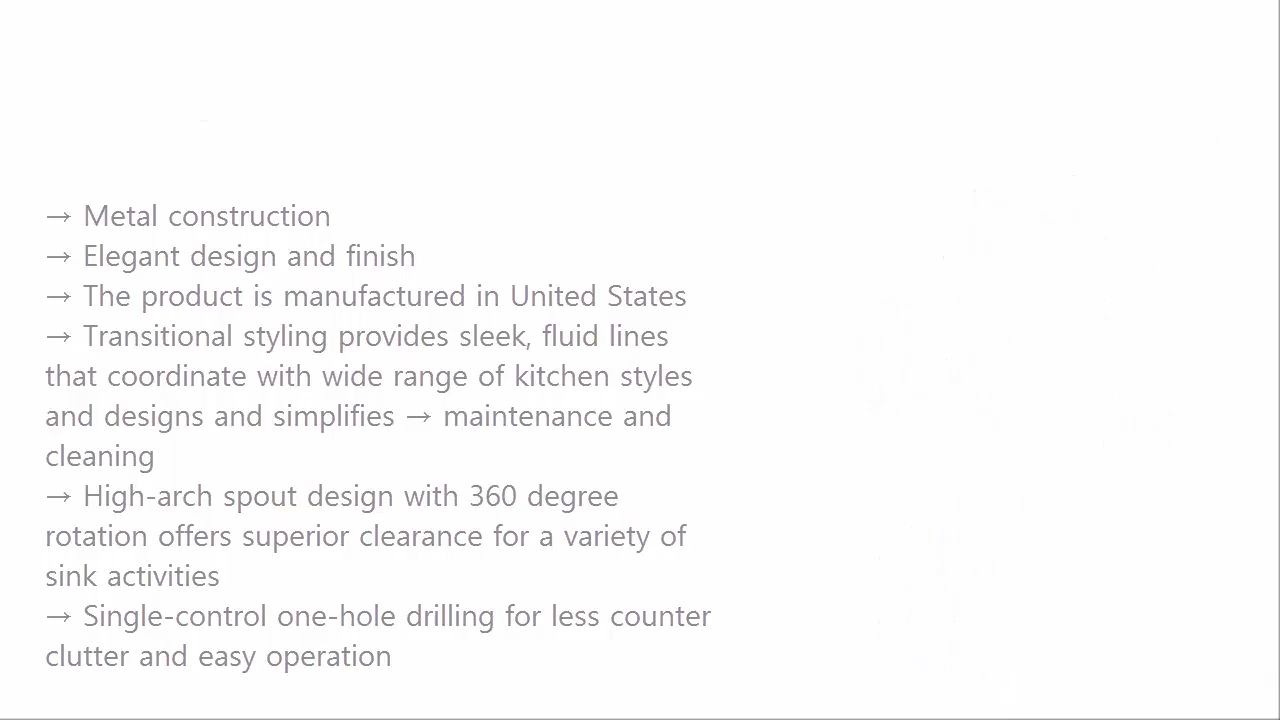 → Metal construction
→ Elegant design and finish
→ The product is manufactured in United States
→ Transitional styling provides sleek, fluid lines
that coordinate with wide range of kitchen styles
and designs and simplifies → maintenance and
cleaning
→ High-arch spout design with 360 degree
rotation offers superior clearance for a variety of
sink activities
→ Single-control one-hole drilling for less counter
clutter and easy operation